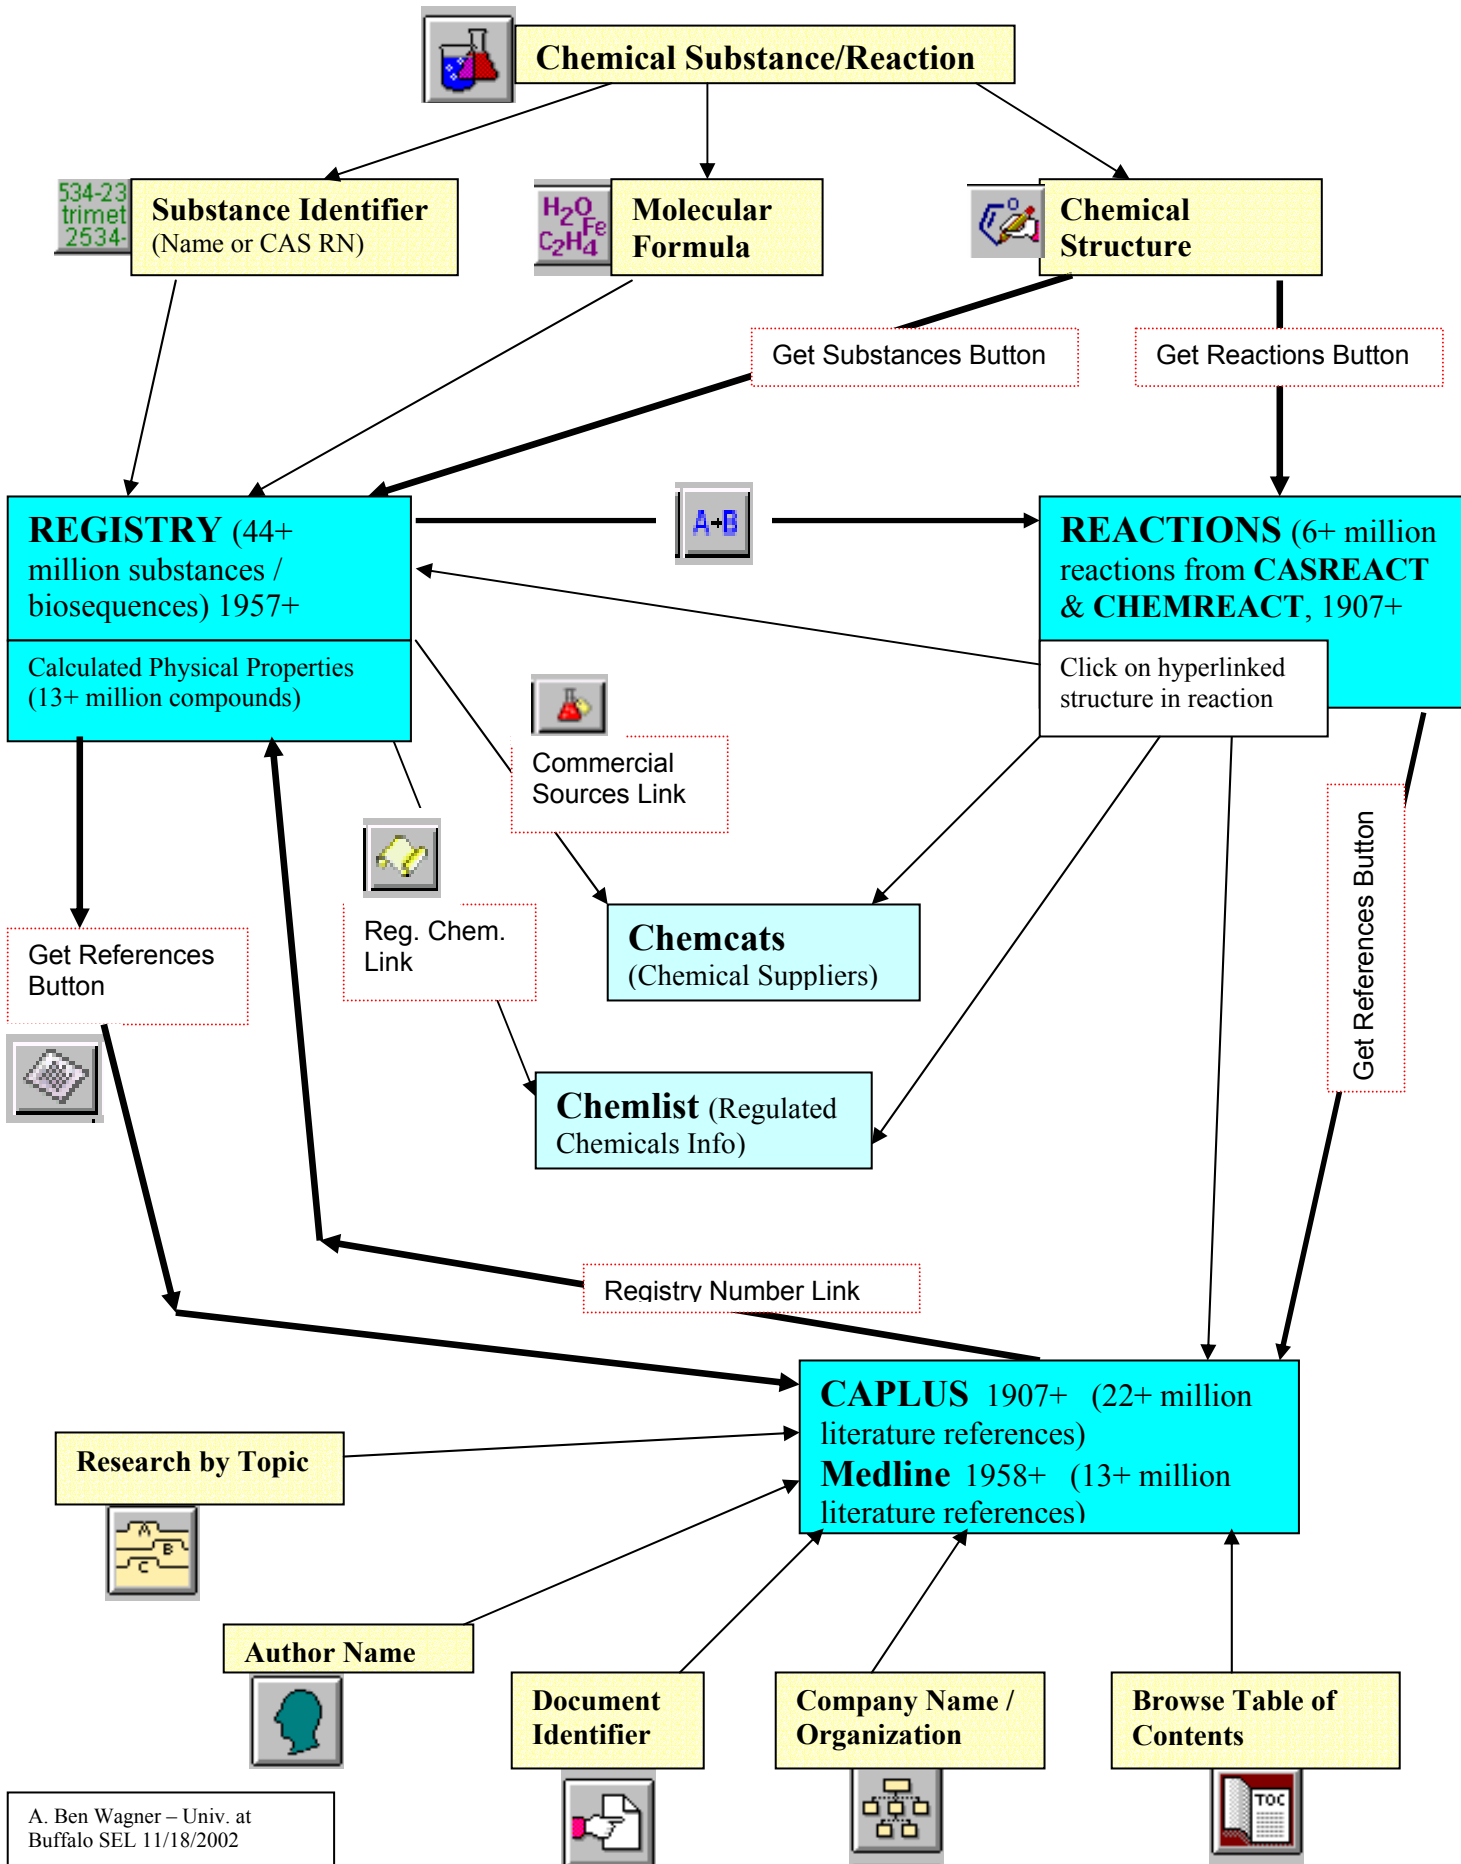 Chemical Substance/Reaction
534-23
trimet
2534-
Substance Identifier
(Name or CAS RN)
H2O
Fe
C2H4
Molecular
Formula
Chemical
Structure
Get Substances Button
Get Reactions Button
REGISTRY (44+
million substances /
biosequences) 1957+
Calculated Physical Properties
(13+ million compounds)
A+B
REACTIONS (6+ million
reactions from CASREACT
& CHEMREACT, 1907+
Click on hyperlinked
structure in reaction
Commercial
Sources Link
Reg. Chem.
Link
Get References
Button
Get References Button
Chemcats
(Chemical Suppliers)
Chemlist (Regulated
Chemicals Info)
Registry Number Link
CAPLUS 1907+ (22+ million
literature references)
Medline 1958+ (13+ million
literature references)
Research by Topic
A
B
C
Author Name
Document
Identifier
Company Name /
Organization
Browse Table of
Contents
TOC
A. Ben Wagner – Univ. at
Buffalo SEL 11/18/2002